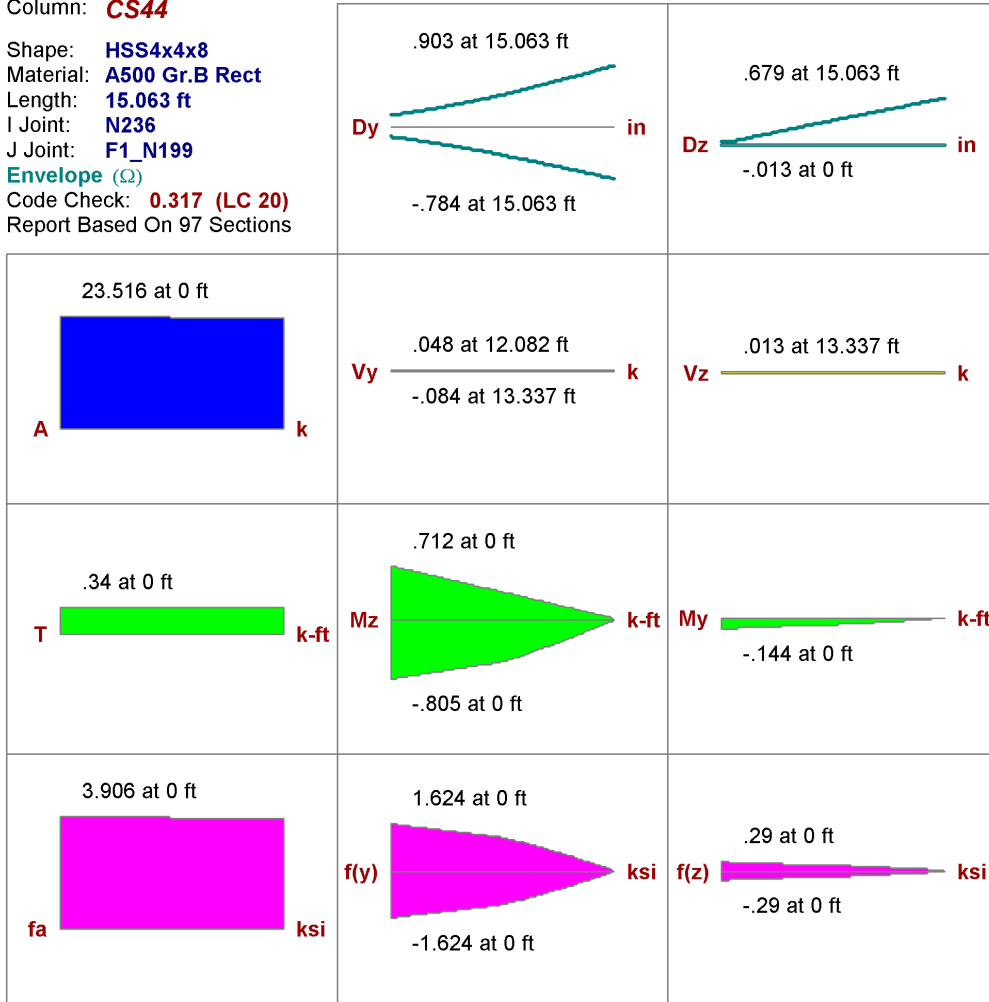 Column: CS44
Shape: HSS4x4x8
Material: A500 Gr.B Rect
Length: 15.063 ft
I Joint: N236
J Joint: F1_N199
Envelope (Ω)
Code Check: 0.317 (LC 20)
Report Based On 97 Sections
.903 at 15.063 ft
Dy in
-.784 at 15.063 ft
.679 at 15.063 ft
Dz in
-.013 at 0 ft
23.516 at 0 ft
A k
.048 at 12.082 ft
Vy k
-.084 at 13.337 ft
.013 at 13.337 ft
Vz k
.34 at 0 ft
T k-ft
.712 at 0 ft
Mz k-ft
-.805 at 0 ft
My k-ft
-.144 at 0 ft
3.906 at 0 ft
fa ksi
1.624 at 0 ft
f(y) ksi
-1.624 at 0 ft
.29 at 0 ft
f(z) ksi
-.29 at 0 ft